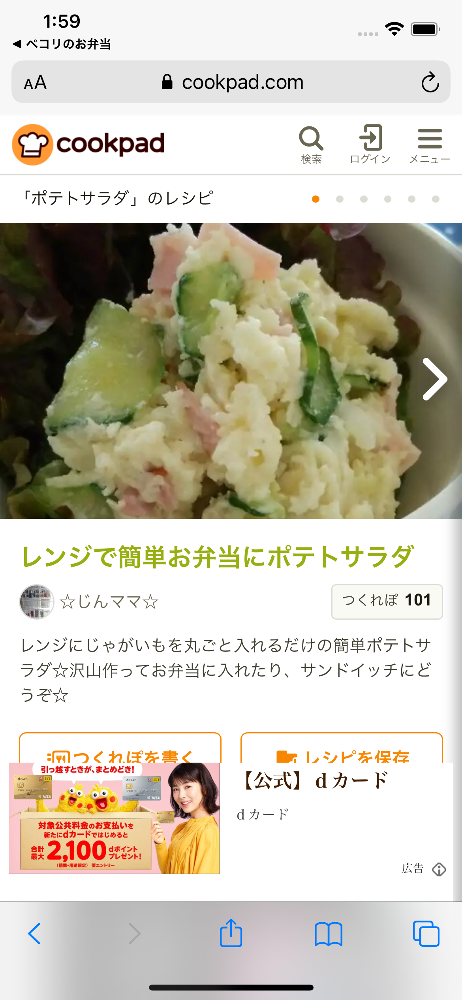 1:59
◀ ペコリのお弁当
AA cookpad.com
cookpad
検索 ログイン メニュー
「ポテトサラダ」のレシピ
レンジで簡単お弁当にポテトサラダ
☆じんママ☆
つくれぽ 101
レンジにじゃがいもを丸ごと入れるだけの簡単ポテトサ
ラダ☆沢山作ってお弁当に入れたり、サンドイッチにど
うぞ☆
つくれぽを書く レシピを保存
引っ越すときが、まとめどき!
d CARD iD VISA
d CARD iD VISA
対象公共料金のお支払いを
新たにdカードではじめると
合計最大2,100dポイントプレゼント!
(期間・用途限定) 要エントリー
【公式】dカード
dカード
広告